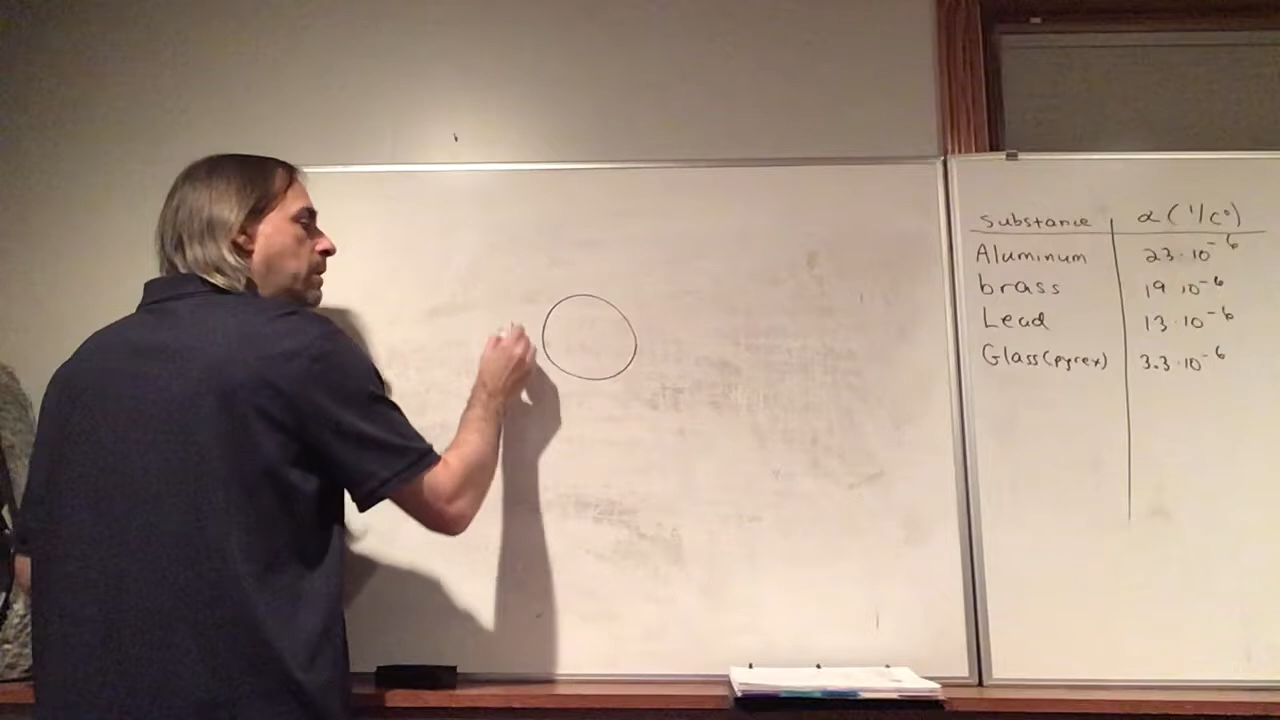 Substance α (1/C°)
Aluminum 23·10⁻⁶
brass 19·10⁻⁶
Lead 13·10⁻⁶
Glass (pyrex) 3.3·10⁻⁶